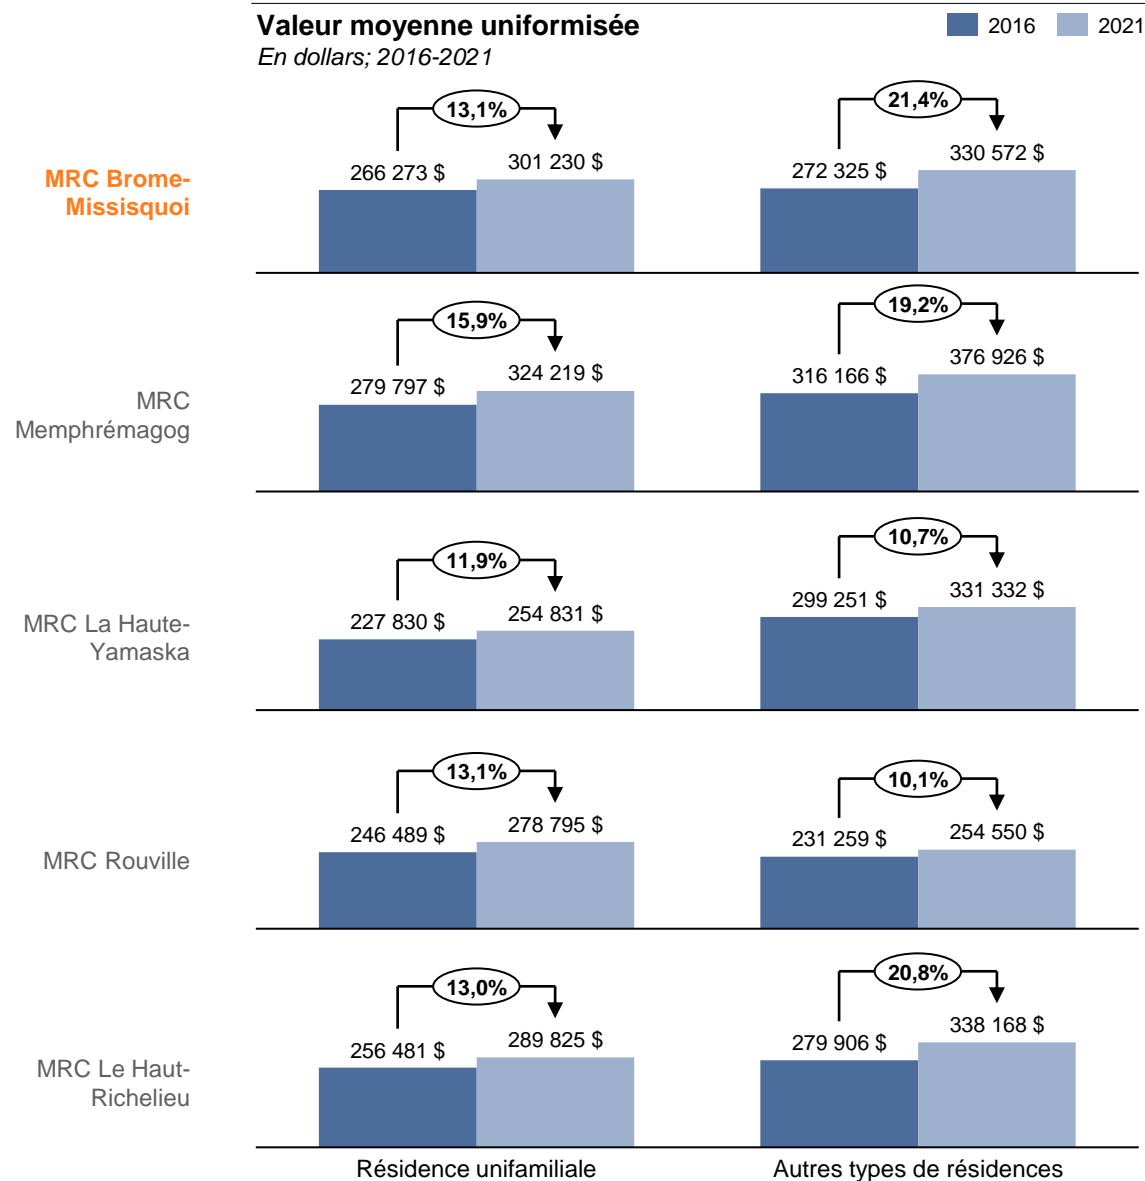 Valeur moyenne uniformisée
2016 2021
En dollars; 2016-2021
13,1% 21,4%
266 273 $ 301 230 $ 272 325 $ 330 572 $
MRC Brome-
Missisquoi
15,9% 19,2%
279 797 $ 324 219 $ 316 166 $ 376 926 $
MRC
Memphrémagog
11,9% 10,7%
227 830 $ 254 831 $ 299 251 $ 331 332 $
MRC La Haute-
Yamaska
13,1% 10,1%
246 489 $ 278 795 $ 231 259 $ 254 550 $
MRC Rouville
13,0% 20,8%
256 481 $ 289 825 $ 279 906 $ 338 168 $
MRC Le Haut-
Richelieu
Résidence unifamiliale Autres types de résidences